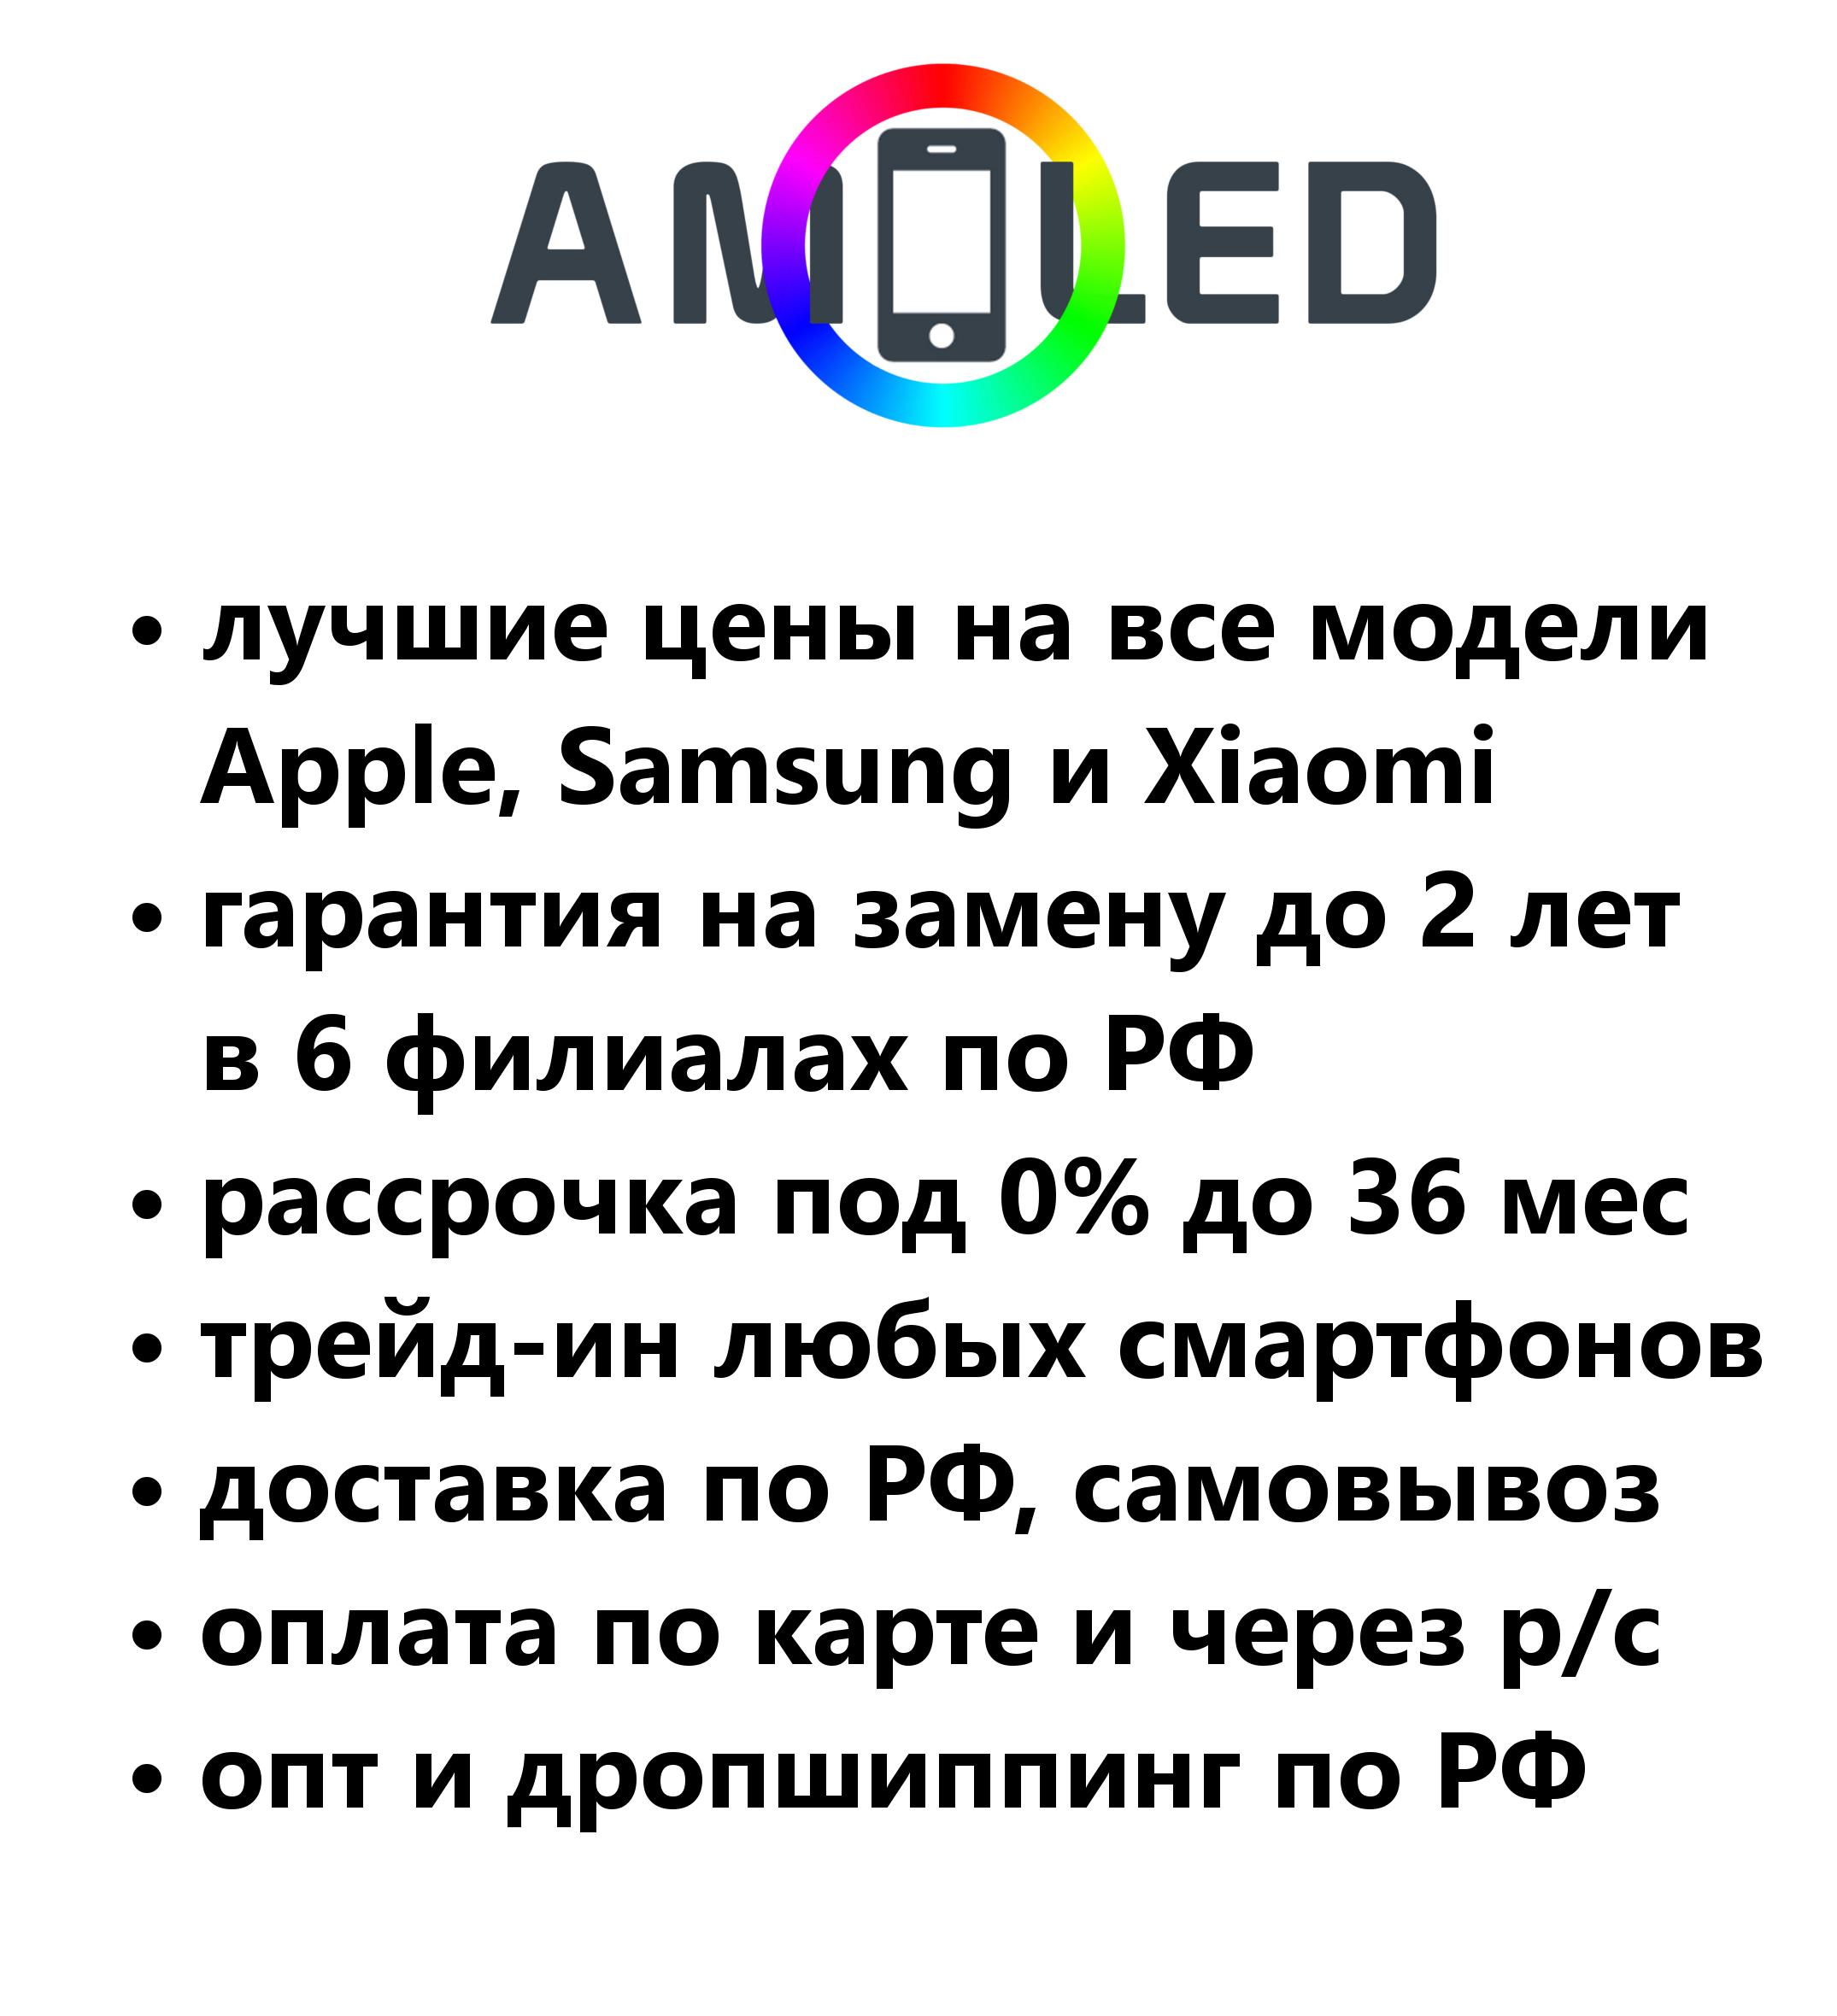 AMOLED
• лучшие цены на все модели
Apple, Samsung и Xiaomi
• гарантия на замену до 2 лет
в 6 филиалах по РФ
• рассрочка под 0% до 36 мес
• трейд-ин любых смартфонов
• доставка по РФ, самовывоз
• оплата по карте и через р/с
• опт и дропшиппинг по РФ